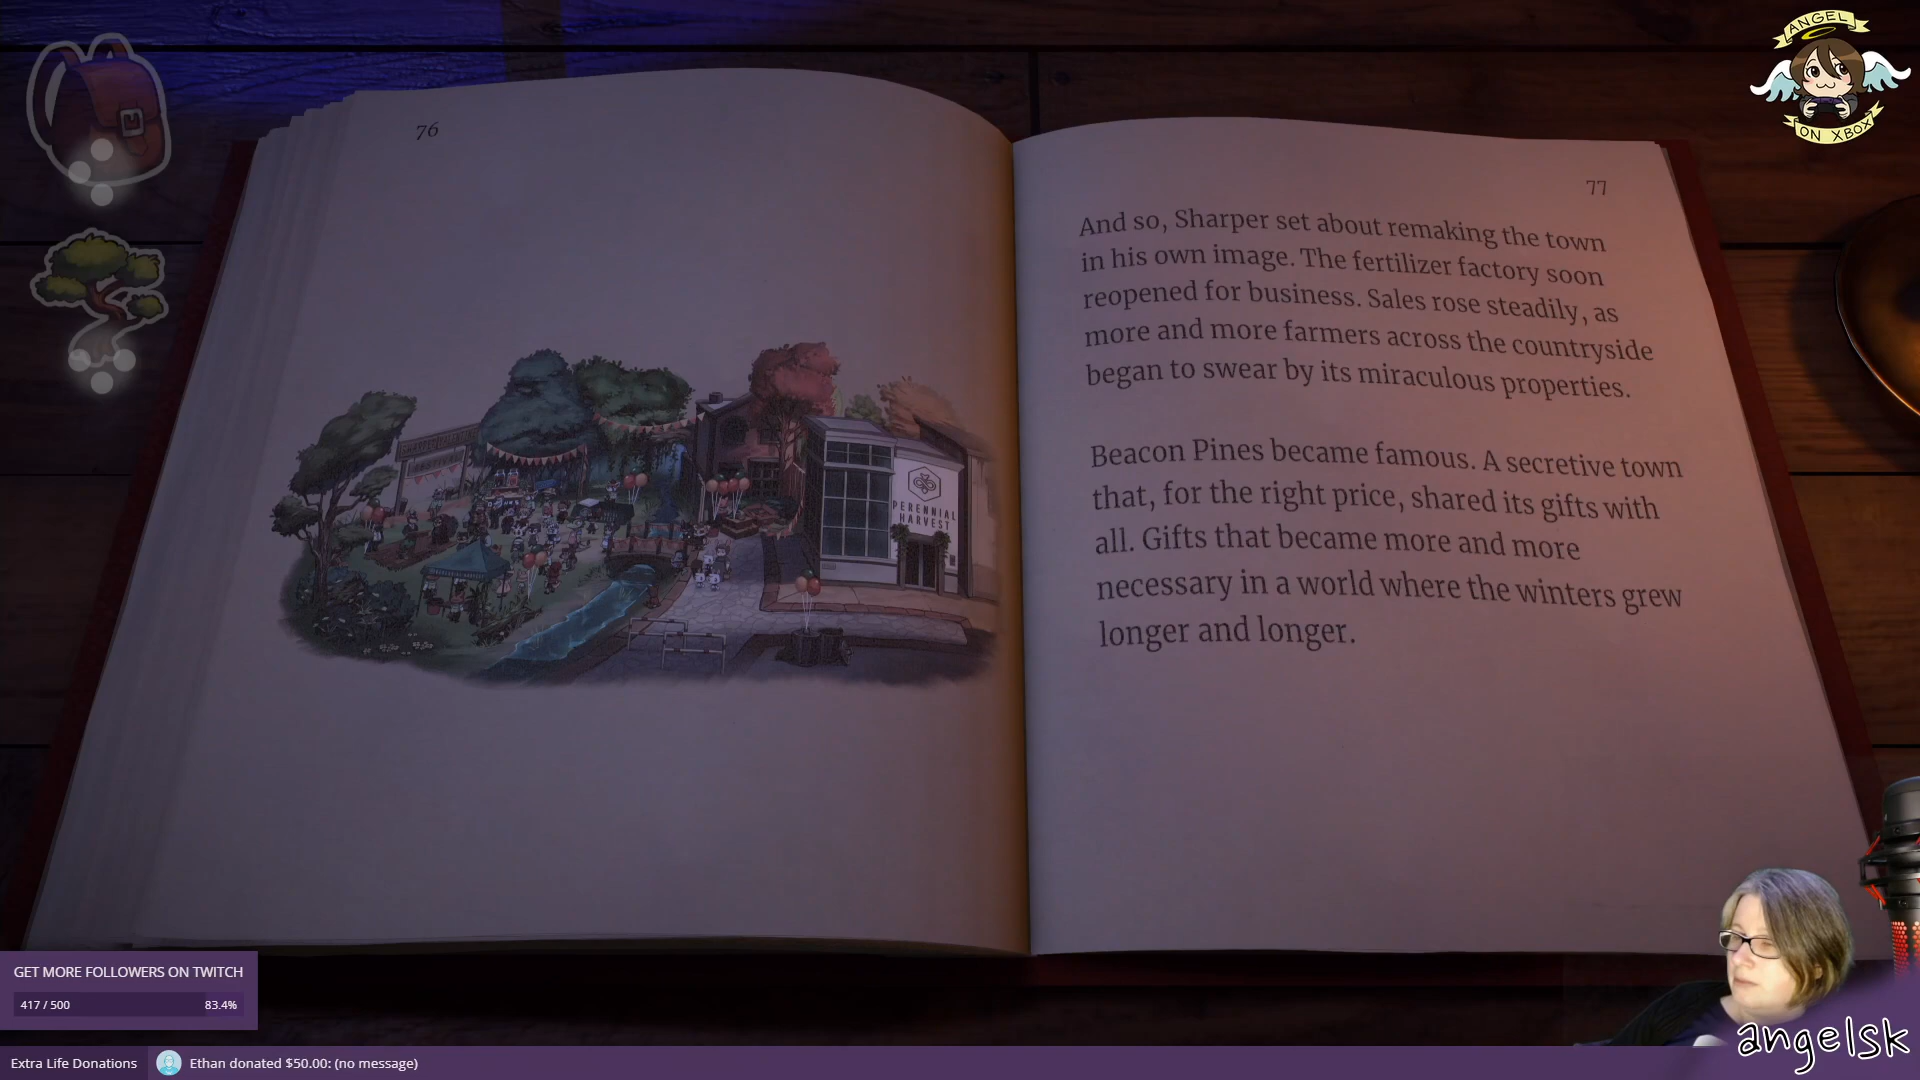 ANGEL
ON XBOX
76
PERENNIAL
HARVEST
77
And so, Sharper set about remaking the town
in his own image. The fertilizer factory soon
reopened for business. Sales rose steadily, as
more and more farmers across the countryside
began to swear by its miraculous properties.
Beacon Pines became famous. A secretive town
that, for the right price, shared its gifts with
all. Gifts that became more and more
necessary in a world where the winters grew
longer and longer.
GET MORE FOLLOWERS ON TWITCH
417 / 500 83.4%
angelsk
Extra Life Donations Ethan donated $50.00: (no message)